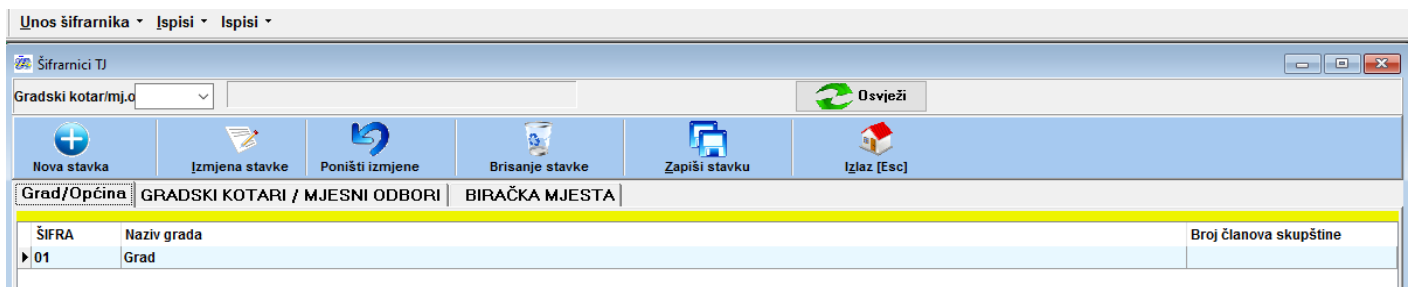 Unos šifrarnika Ispisi Ispisi
Šifrarnici TJ
Gradski kotar/mj.o
Osvježi
Nova stavka Izmjena stavke Poništi izmjene Brisanje stavke Zapiši stavku Izlaz [Esc]
Grad/Općina GRADSKI KOTARI / MJESNI ODBORI BIRAČKA MJESTA
ŠIFRA Naziv grada Broj članova skupštine
01 Grad